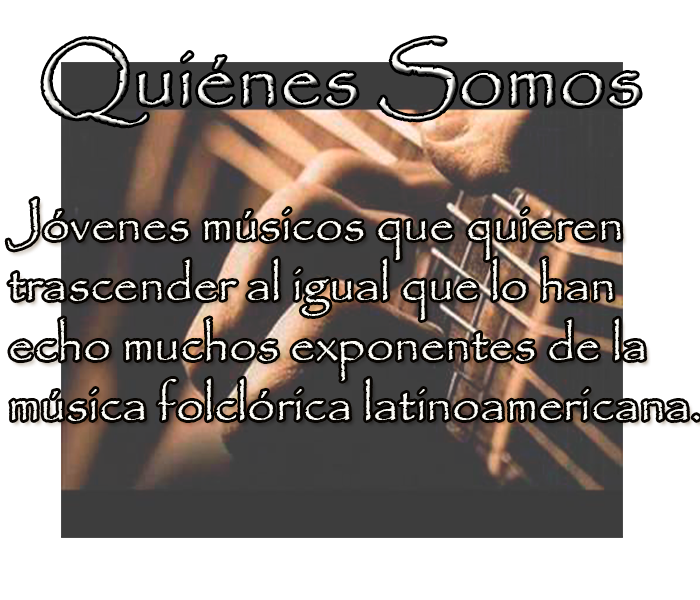 Quiénes Somos
Jóvenes músicos que quieren
trascender al igual que lo han
echo muchos exponentes de la
música folclórica latinoamericana.